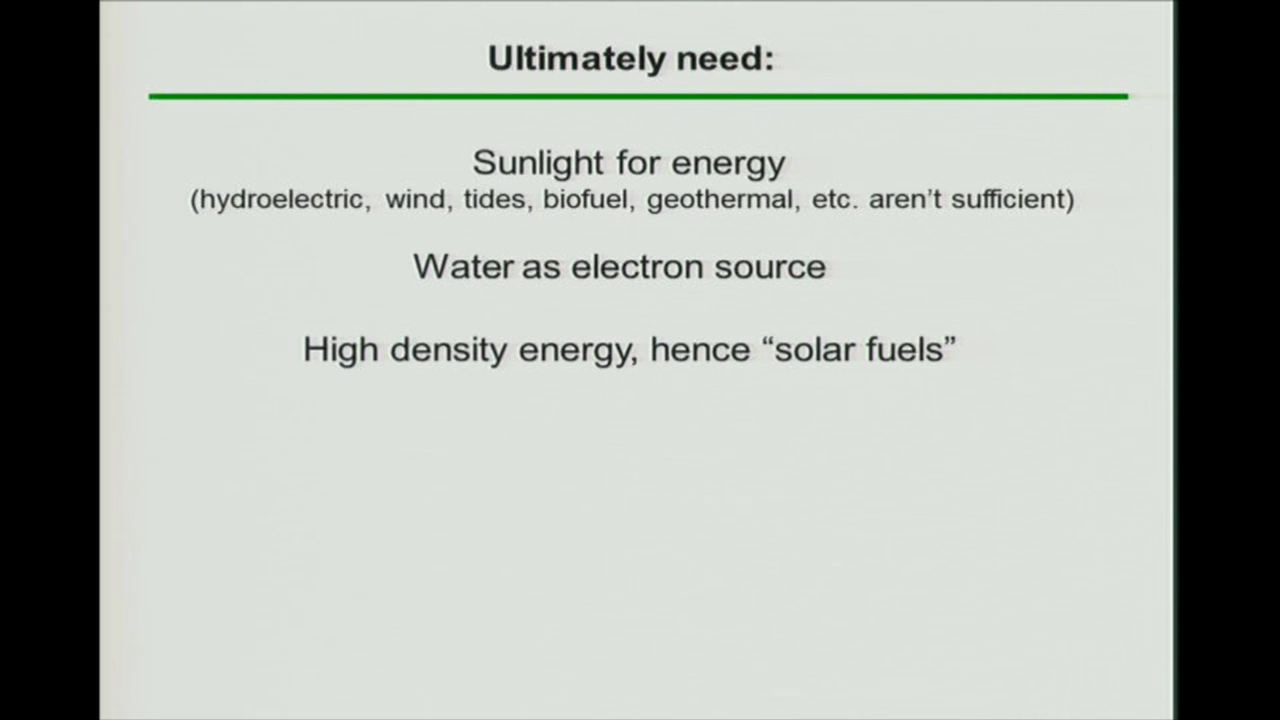 Ultimately need:
Sunlight for energy
(hydroelectric, wind, tides, biofuel, geothermal, etc. aren’t sufficient)
Water as electron source
High density energy, hence “solar fuels”